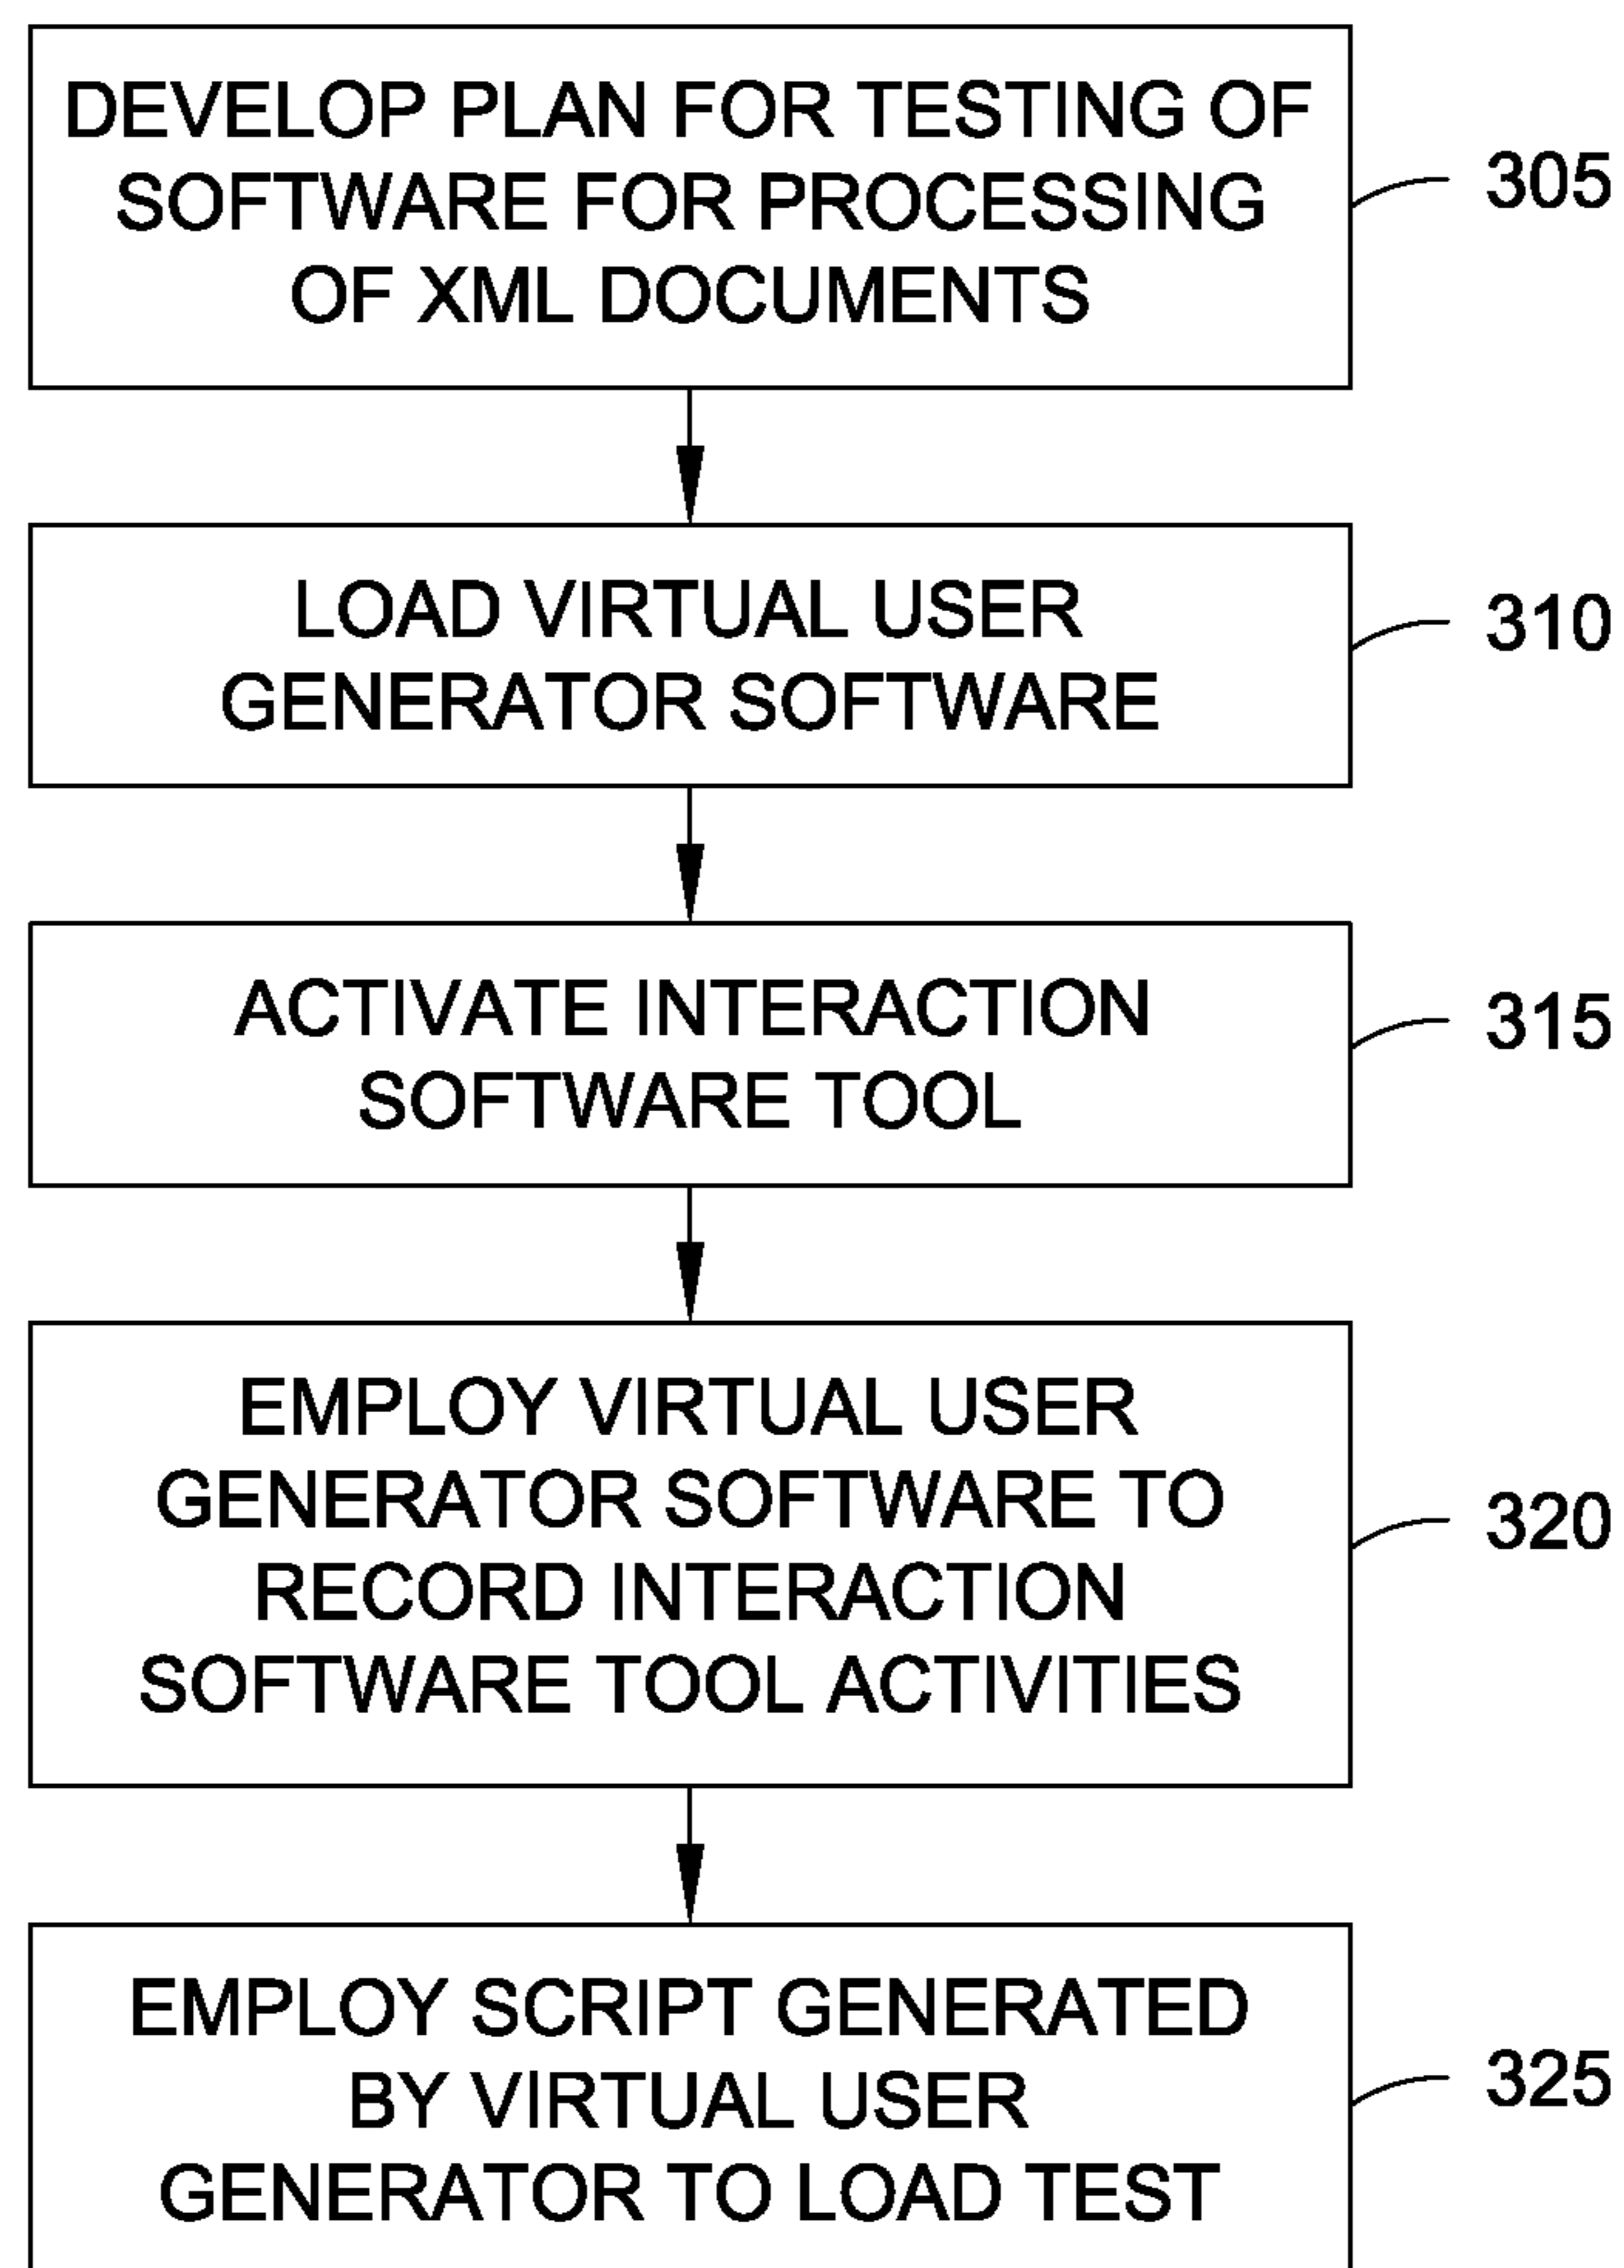 DEVELOP PLAN FOR TESTING OF
SOFTWARE FOR PROCESSING
OF XML DOCUMENTS
305
LOAD VIRTUAL USER
GENERATOR SOFTWARE
310
ACTIVATE INTERACTION
SOFTWARE TOOL
315
EMPLOY VIRTUAL USER
GENERATOR SOFTWARE TO
RECORD INTERACTION
SOFTWARE TOOL ACTIVITIES
320
EMPLOY SCRIPT GENERATED
BY VIRTUAL USER
GENERATOR TO LOAD TEST
325